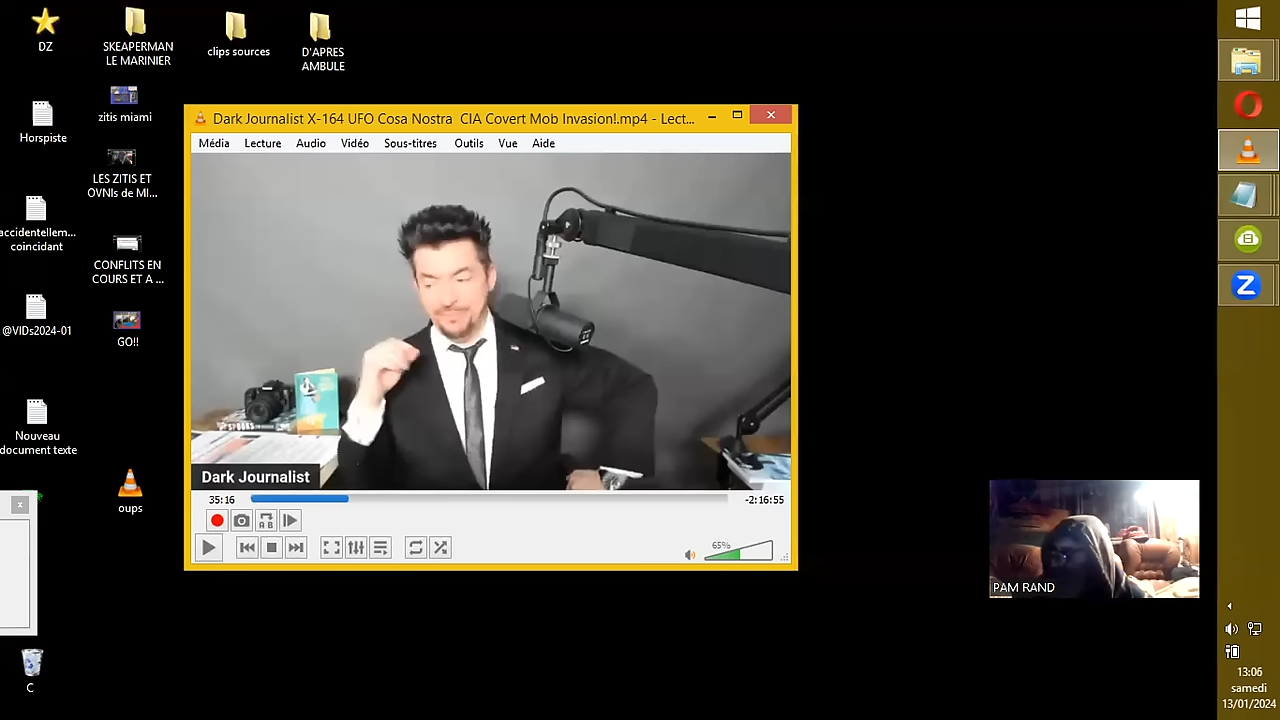 DZ
SKEAPERMAN
LE MARINIER
clips sources
D'APRES
AMBULE
Horspiste
zitis miami
LES ZITIS ET
OVNIs de MI...
accidentellem...
coincidant
CONFLITS EN
COURS ET A ...
@VIDs2024-01
GO!!
Nouveau
document texte
oups
x
C
Dark Journalist X-164 UFO Cosa Nostra CIA Covert Mob Invasion!.mp4 - Lect...
Média Lecture Audio Vidéo Sous-titres Outils Vue Aide
Dark Journalist
35:16
-2:16:55
65%
PAM RAND
Z
13:06
samedi
13/01/2024